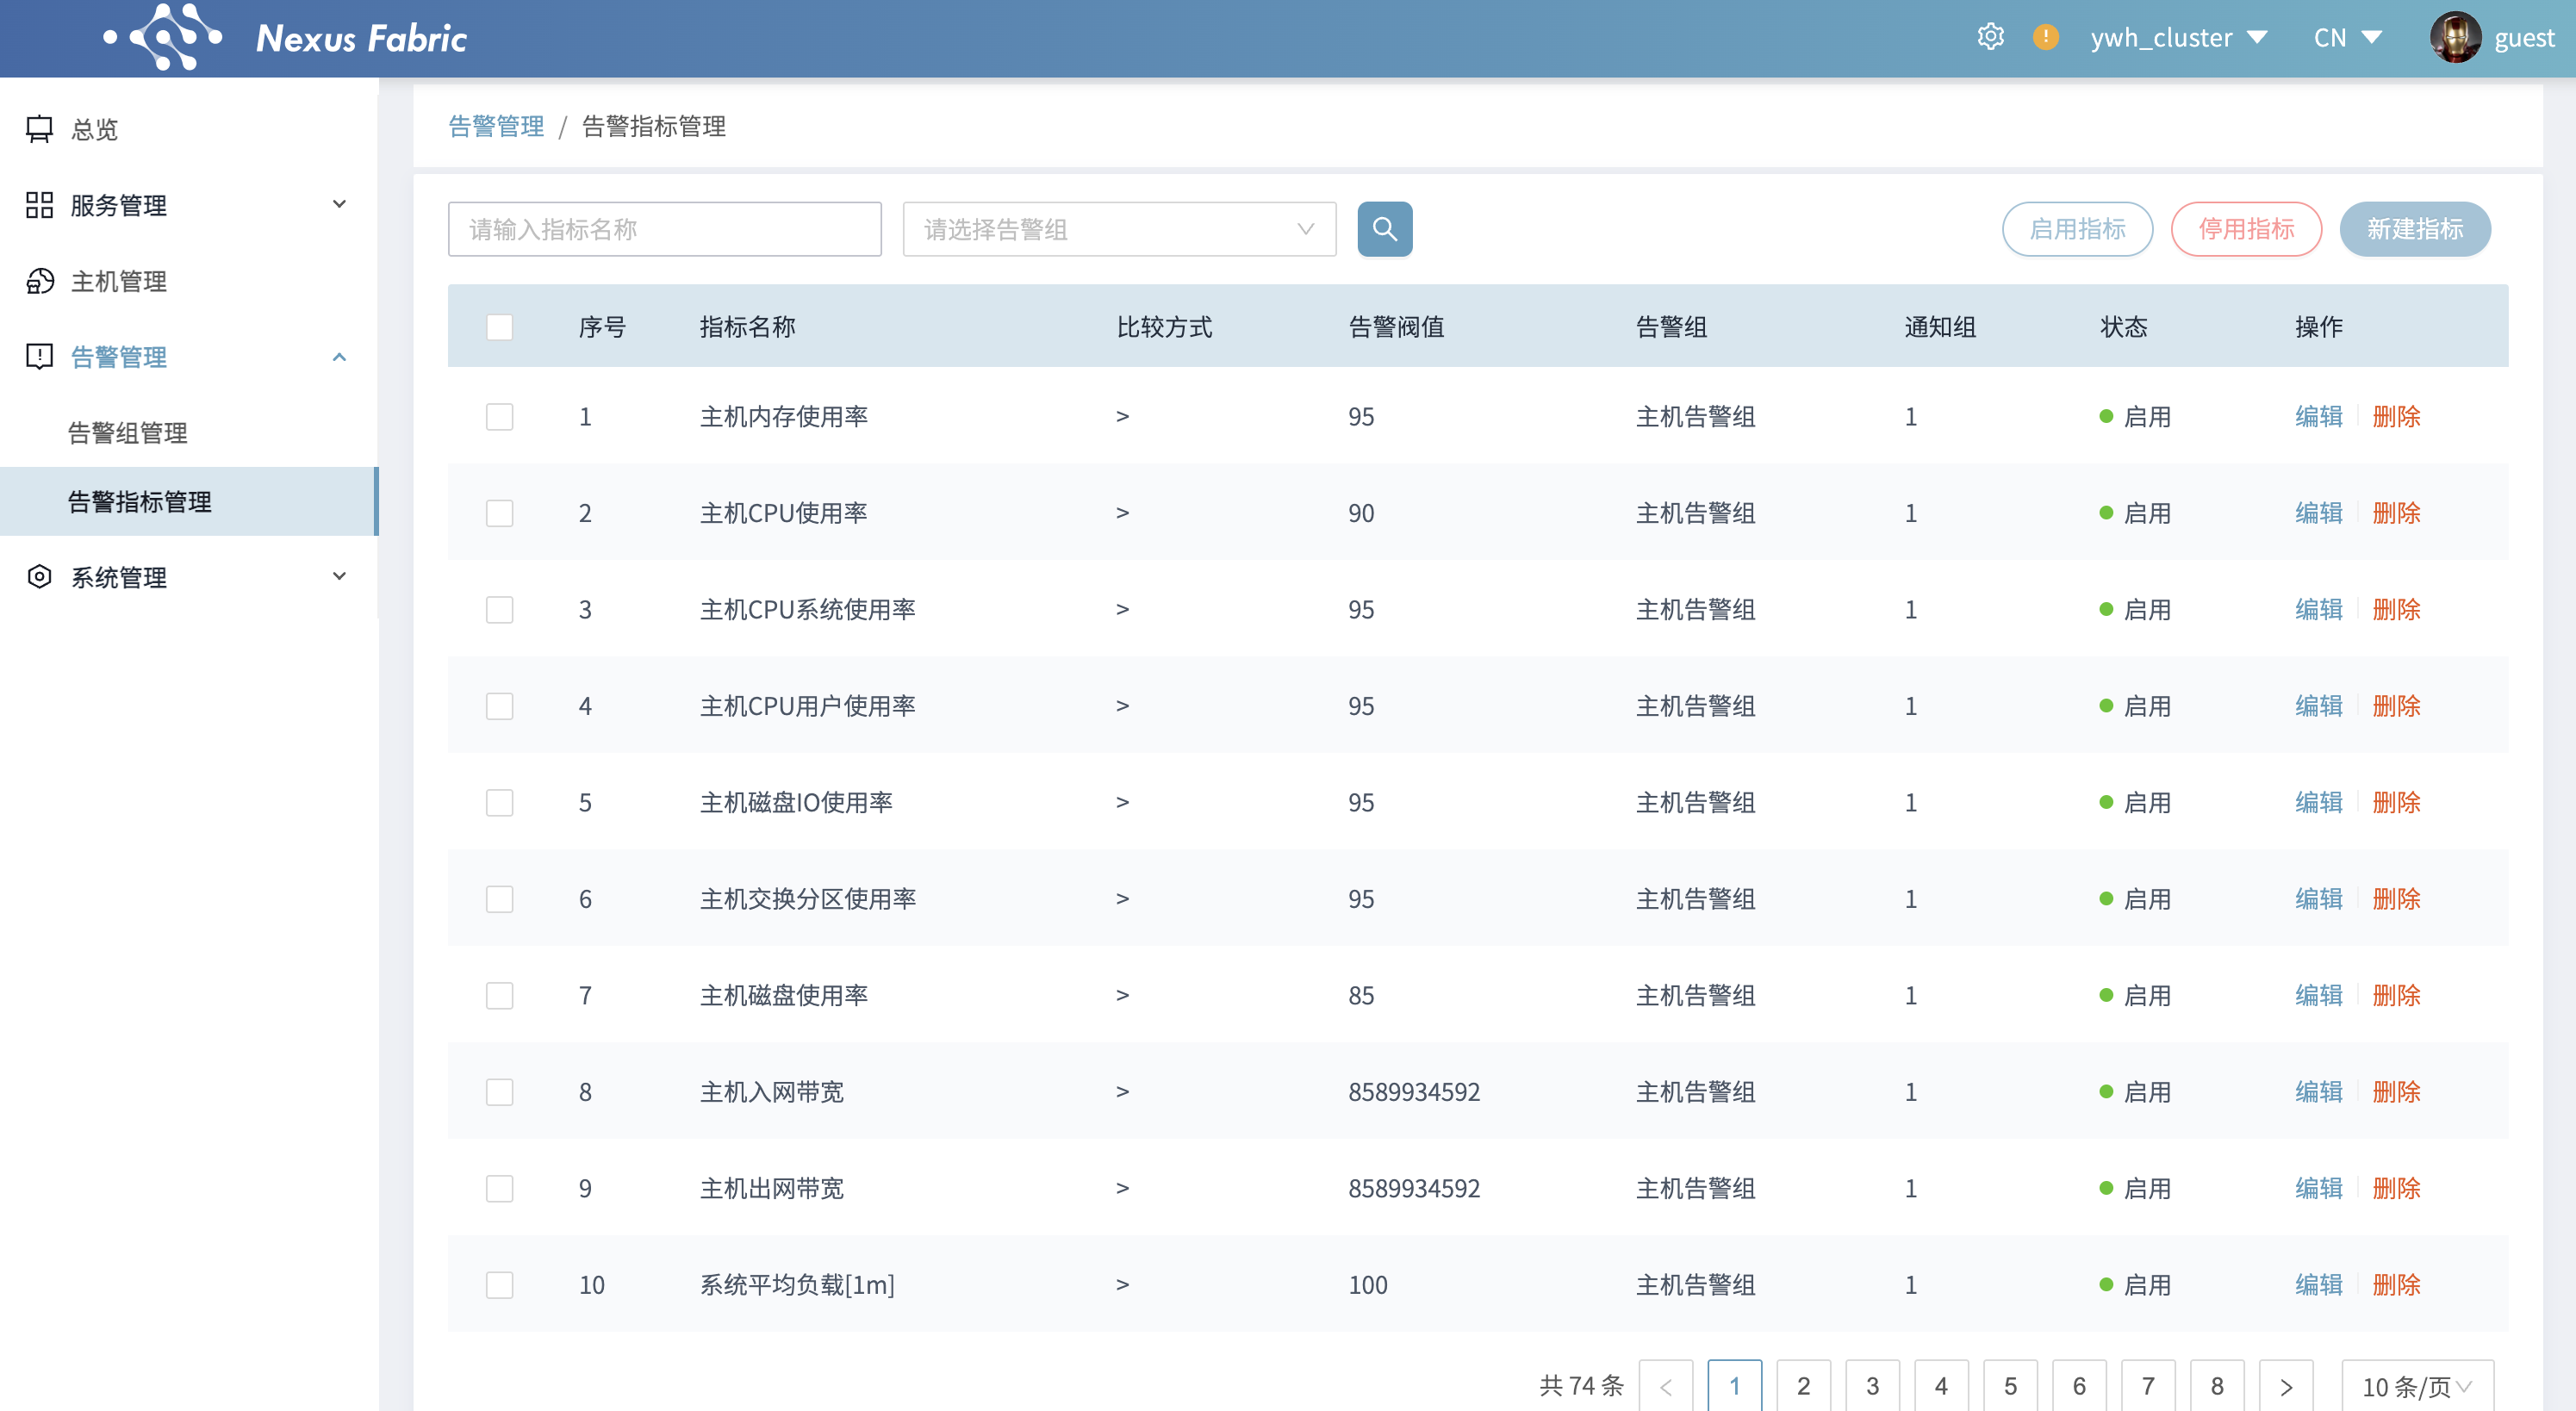 Nexus Fabric
ywh_cluster CN guest
总览
服务管理
主机管理
告警管理
告警组管理
告警指标管理
系统管理
告警管理 / 告警指标管理
请输入指标名称 请选择告警组 启用指标 停用指标 新建指标
序号 指标名称 比较方式 告警阀值 告警组 通知组 状态 操作
1 主机内存使用率 > 95 主机告警组 1 启用 编辑 删除
2 主机CPU使用率 > 90 主机告警组 1 启用 编辑 删除
3 主机CPU系统使用率 > 95 主机告警组 1 启用 编辑 删除
4 主机CPU用户使用率 > 95 主机告警组 1 启用 编辑 删除
5 主机磁盘IO使用率 > 95 主机告警组 1 启用 编辑 删除
6 主机交换分区使用率 > 95 主机告警组 1 启用 编辑 删除
7 主机磁盘使用率 > 85 主机告警组 1 启用 编辑 删除
8 主机入网带宽 > 8589934592 主机告警组 1 启用 编辑 删除
9 主机出网带宽 > 8589934592 主机告警组 1 启用 编辑 删除
10 系统平均负载[1m] > 100 主机告警组 1 启用 编辑 删除
共 74 条 < 1 2 3 4 5 6 7 8 > 10 条/页